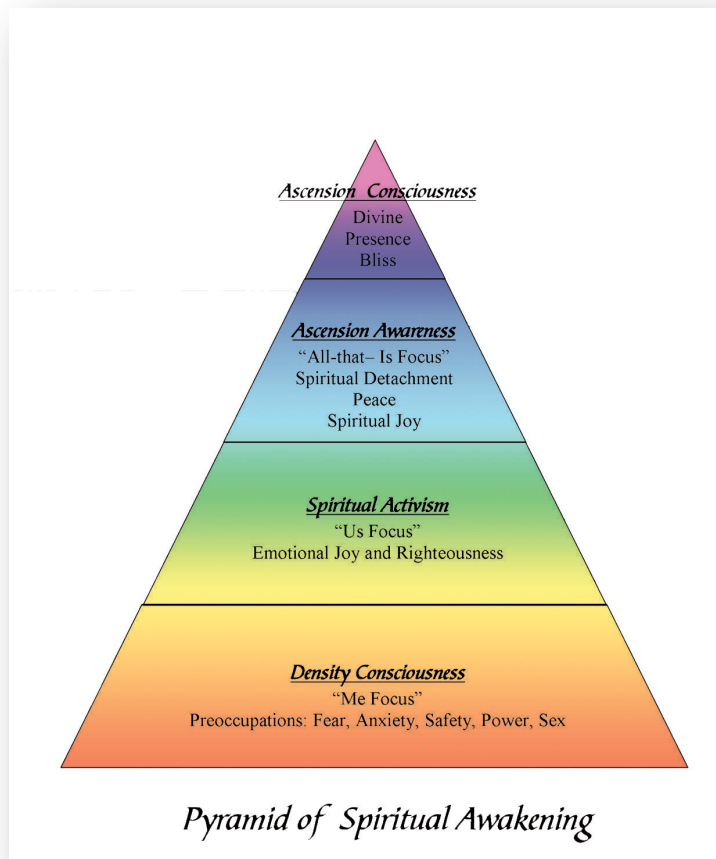 Ascension Consciousness
Divine
Presence
Bliss
Ascension Awareness
“All-that– Is Focus”
Spiritual Detachment
Peace
Spiritual Joy
Spiritual Activism
“Us Focus”
Emotional Joy and Righteousness
Density Consciousness
“Me Focus”
Preoccupations: Fear, Anxiety, Safety, Power, Sex
Pyramid of Spiritual Awakening